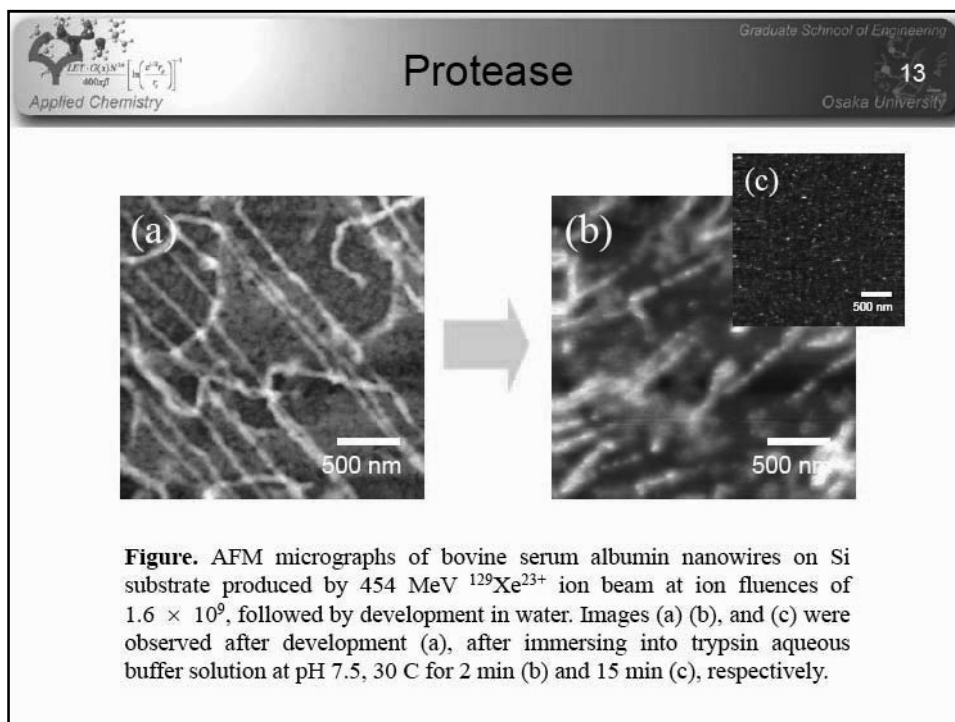 Graduate School of Engineering
Protease
13
Applied Chemistry
Osaka University
(a)
500 nm
(b)
500 nm
(c)
500 nm
Figure. AFM micrographs of bovine serum albumin nanowires on Si
substrate produced by 454 MeV ¹²⁹Xe²³⁺ ion beam at ion fluences of
1.6 × 10⁹, followed by development in water. Images (a) (b), and (c) were
observed after development (a), after immersing into trypsin aqueous
buffer solution at pH 7.5, 30 C for 2 min (b) and 15 min (c), respectively.